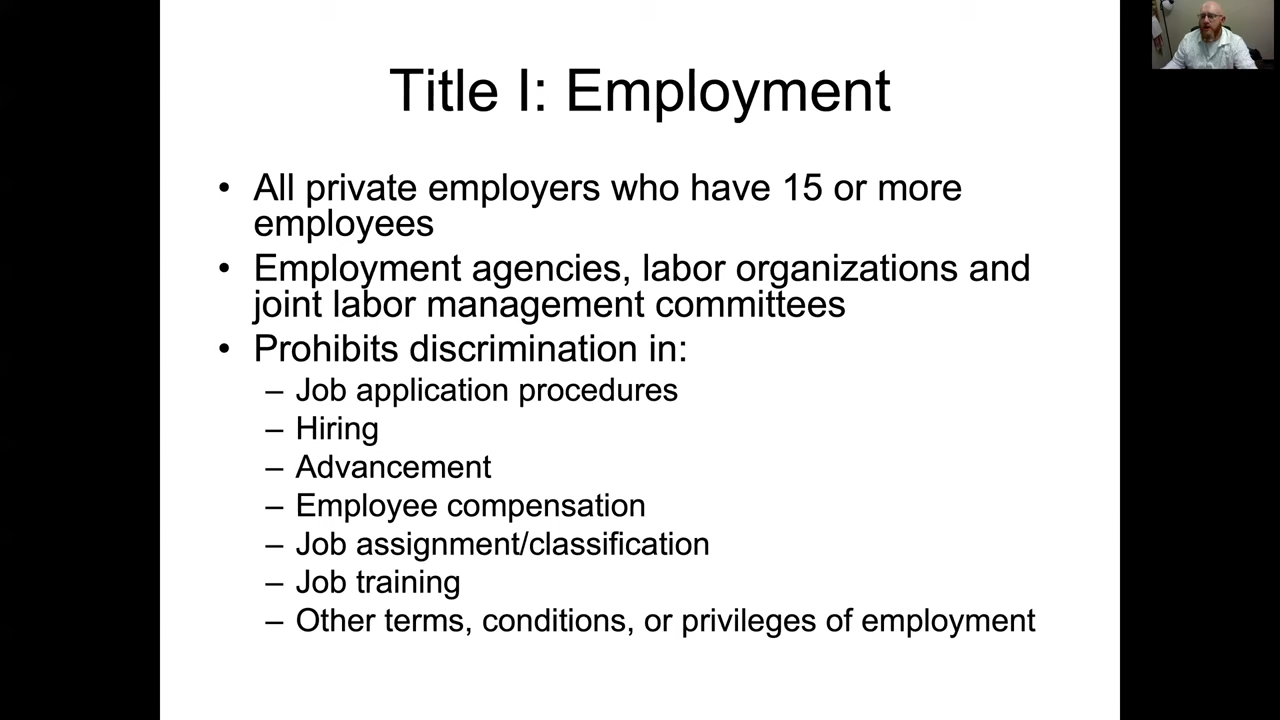 Title I: Employment
• All private employers who have 15 or more
employees
• Employment agencies, labor organizations and
joint labor management committees
• Prohibits discrimination in:
– Job application procedures
– Hiring
– Advancement
– Employee compensation
– Job assignment/classification
– Job training
– Other terms, conditions, or privileges of employment